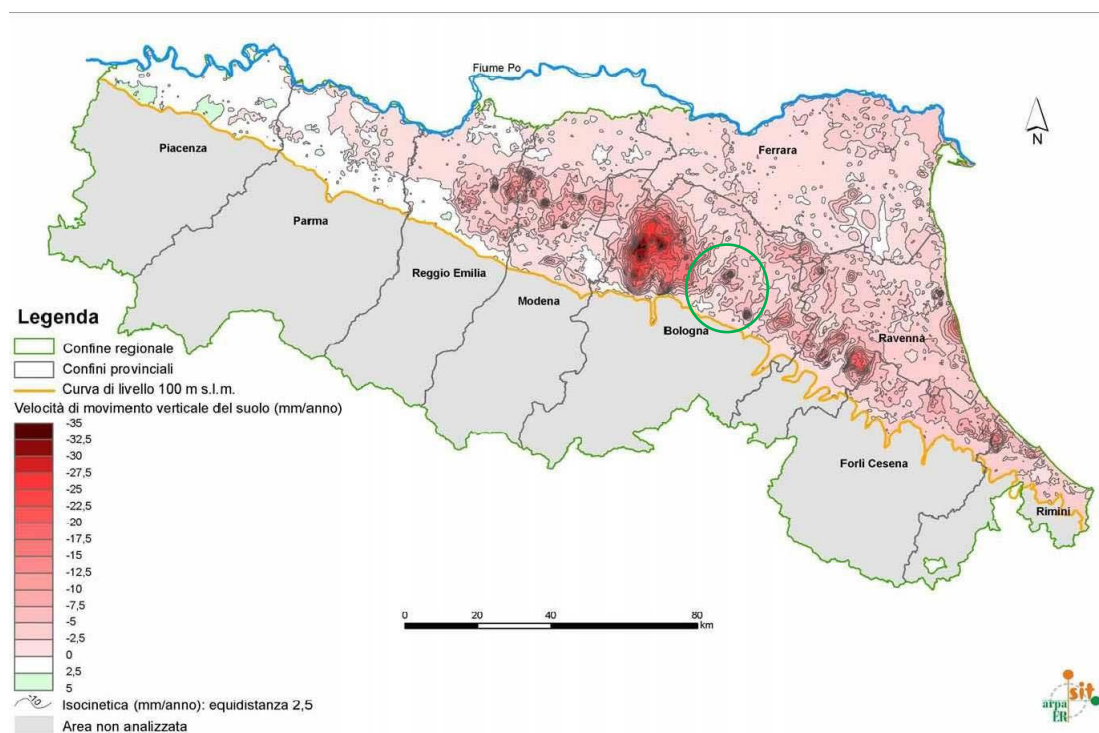 Fiume Po
Ferrara
N
Piacenza
Parma
Reggio Emilia
Modena
Bologna
Ravenna
Forlì Cesena
Rimini
Legenda
Confine regionale
Confini provinciali
Curva di livello 100 m s.l.m.
Velocità di movimento verticale del suolo (mm/anno)
-35
-32,5
-30
-27,5
-25
-22,5
-20
-17,5
-15
-12,5
-10
-7,5
-5
-2,5
0
2,5
5
-10 Isocinetica (mm/anno): equidistanza 2,5
Area non analizzata
0 20 40 80
km
sit
arpa
ER